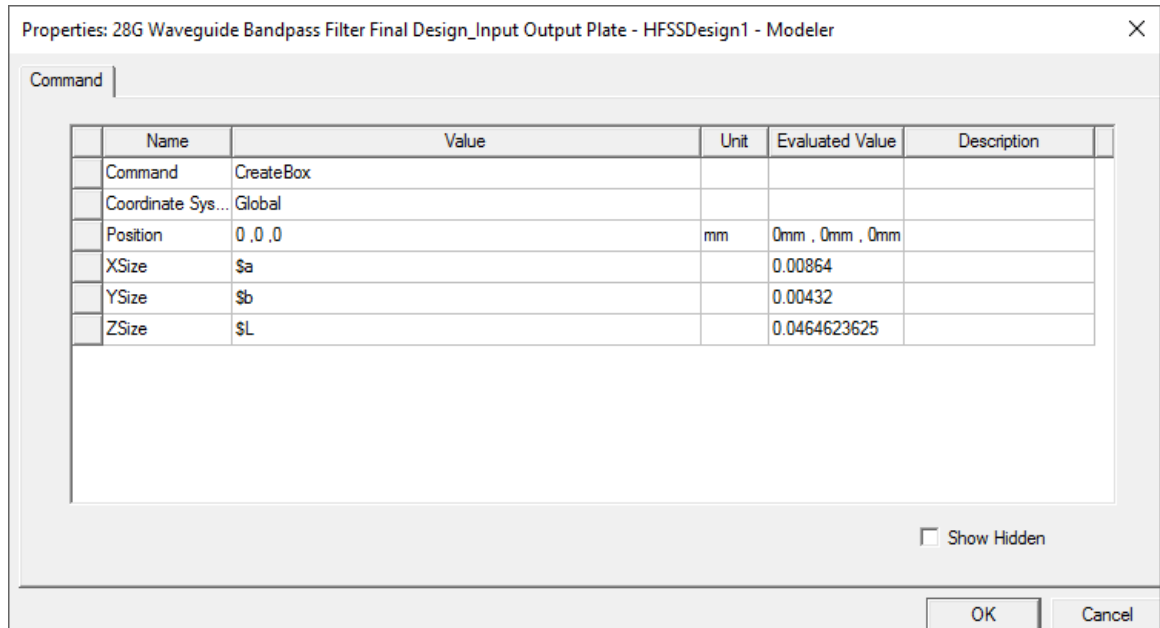 Properties: 28G Waveguide Bandpass Filter Final Design_Input Output Plate - HFSSDesign1 - Modeler
Command
Name Value Unit Evaluated Value Description
Command CreateBox
Coordinate Sys... Global
Position 0 ,0 ,0 mm 0mm , 0mm , 0mm
XSize $a 0.00864
YSize $b 0.00432
ZSize $L 0.0464623625
Show Hidden
OK Cancel